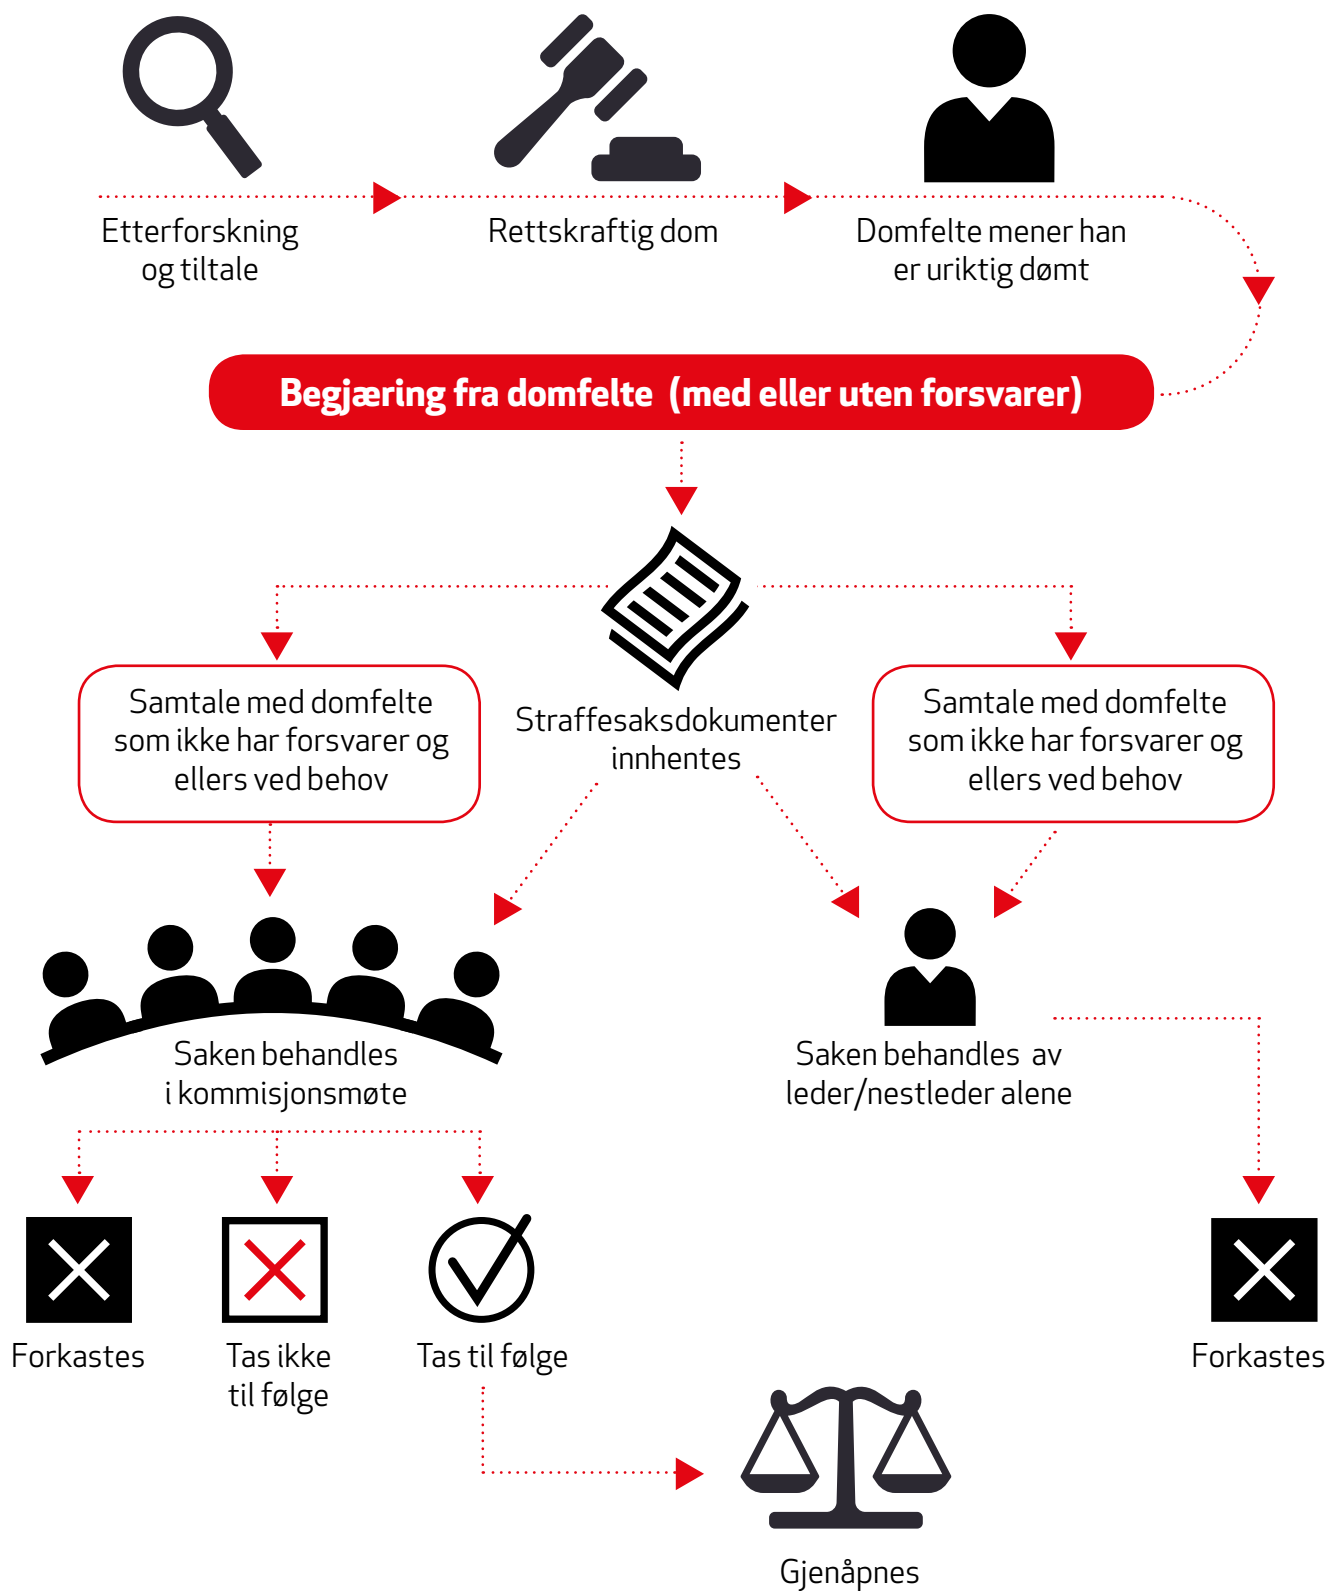 Etterforskning
og tiltale
Rettskraftig dom
Domfelte mener han
er uriktig dømt
Begjæring fra domfelte (med eller uten forsvarer)
Straffesaksdokumenter
innhentes
Samtale med domfelte
som ikke har forsvarer og
ellers ved behov
Samtale med domfelte
som ikke har forsvarer og
ellers ved behov
Saken behandles
i kommisjonsmøte
Saken behandles av
leder/nestleder alene
Forkastes
Tas ikke
til følge
Tas til følge
Forkastes
Gjenåpnes